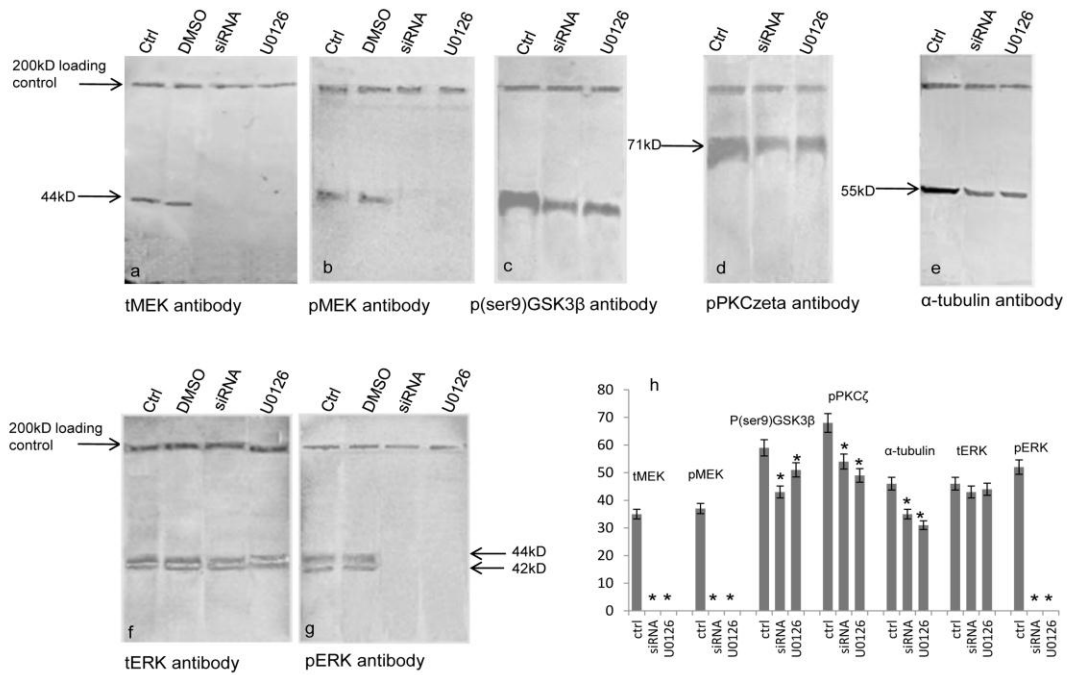 Ctrl DMSO siRNA U0126
Ctrl DMSO siRNA U0126
Ctrl siRNA U0126
Ctrl siRNA U0126
Ctrl siRNA U0126
200kD loading
control
44kD
71kD
55kD
a
b
c
d
e
tMEK antibody
pMEK antibody
p(ser9)GSK3β antibody
pPKCzeta antibody
α-tubulin antibody
Ctrl DMSO siRNA U0126
Ctrl DMSO siRNA U0126
200kD loading
control
44kD
42kD
f
g
tERK antibody
pERK antibody
h
80
70
60
50
40
30
20
10
0
tMEK
pMEK
P(ser9)GSK3β
pPKCζ
α-tubulin
tERK
pERK
* *
* *
* *
* *
* *
* *
ctrl siRNA U0126
ctrl siRNA U0126
ctrl siRNA U0126
ctrl siRNA U0126
ctrl siRNA U0126
ctrl siRNA U0126
ctrl siRNA U0126